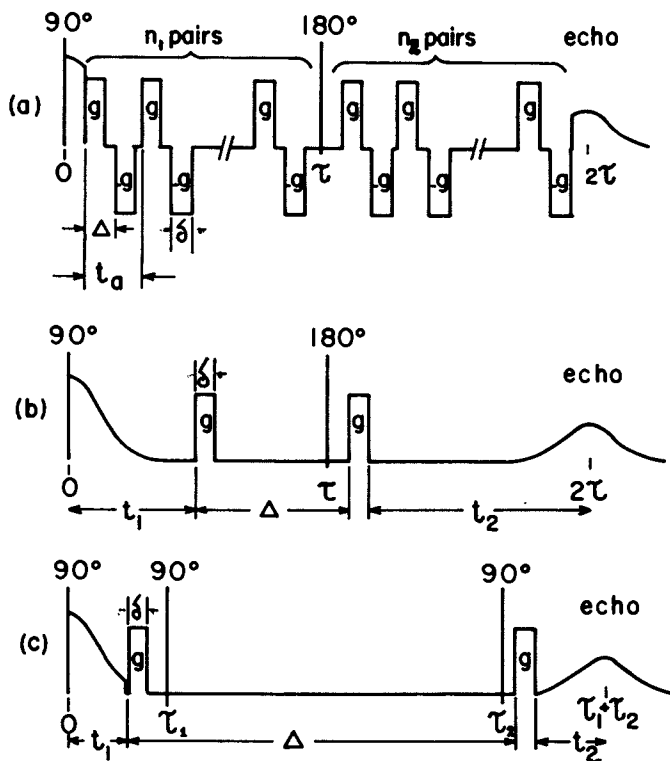 90° n₁ pairs 180° n₂ pairs echo
(a)
g g g g g g
-g -g -g -g -g -g
0 τ 2τ
Δ δ
tₐ
90° 180° echo
δ
(b)
g g
0 τ 2τ
t₁ Δ t₂
90° 90° 90° echo
δ
(c)
g g
0 τ₁ τ₂ τ₁+τ₂
t₁ Δ t₂